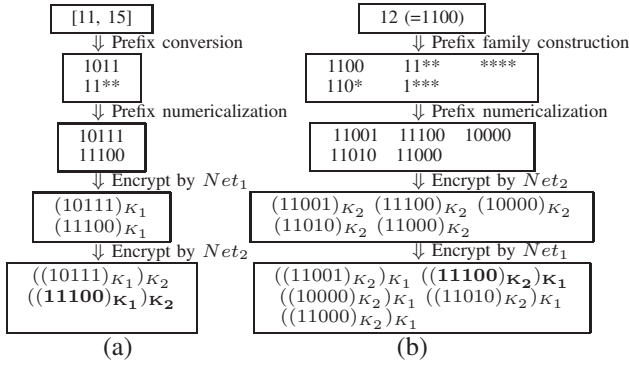 [11, 15]
⇓ Prefix conversion
1011
11**
⇓ Prefix numericalization
10111
11100
⇓ Encrypt by Net₁
(10111)K₁
(11100)K₁
⇓ Encrypt by Net₂
((10111)K₁)K₂
((11100)K₁)K₂
(a)
12 (=1100)
⇓ Prefix family construction
1100 11** ****
110* 1***
⇓ Prefix numericalization
11001 11100 10000
11010 11000
⇓ Encrypt by Net₂
(11001)K₂ (11100)K₂ (10000)K₂
(11010)K₂ (11000)K₂
⇓ Encrypt by Net₁
((11001)K₂)K₁ ((11100)K₂)K₁
((10000)K₂)K₁ ((11010)K₂)K₁
((11000)K₂)K₁
(b)